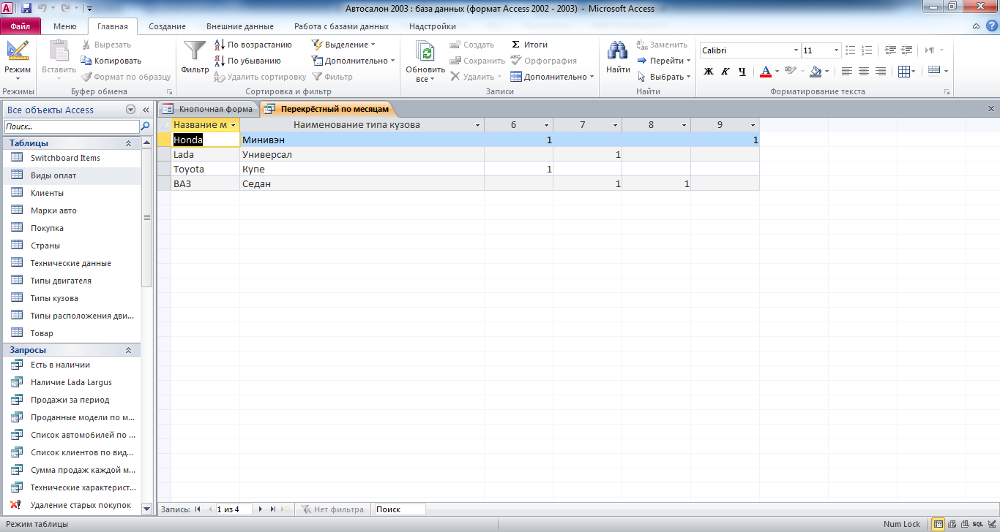 Автосалон 2003 : база данных (формат Access 2002 - 2003) - Microsoft Access
Файл Меню Главная Создание Внешние данные Работа с базами данных Надстройки
Режим
Режимы
Вставить
Вырезать
Копировать
Формат по образцу
Буфер обмена
Фильтр
По возрастанию
По убыванию
Удалить сортировку
Выделение
Дополнительно
Фильтр
Сортировка и фильтр
Обновить
все
Создать
Сохранить
Удалить
Итоги
Орфография
Дополнительно
Записи
Найти
Заменить
Перейти
Выбрать
Найти
Calibri 11
Ж К Ч
Форматирование текста
Все объекты Access
Поиск...
Таблицы
Switchboard Items
Виды оплат
Клиенты
Марки авто
Покупка
Страны
Технические данные
Типы двигателя
Типы кузова
Типы расположения дви...
Товар
Запросы
Есть в наличии
Наличие Lada Largus
Продажи за период
Проданные модели по м...
Список автомобилей по ...
Список клиентов по вид...
Сумма продаж каждой м...
Технические характерист...
Удаление старых покупок
Кнопочная форма Перекрёстный по месяцам
Название м Наименование типа кузова 6 7 8 9
Honda Минивэн 1 1
Lada Универсал 1
Toyota Купе 1
ВАЗ Седан 1 1
Запись: 1 из 4 Нет фильтра Поиск
Режим таблицы Num Lock SQL